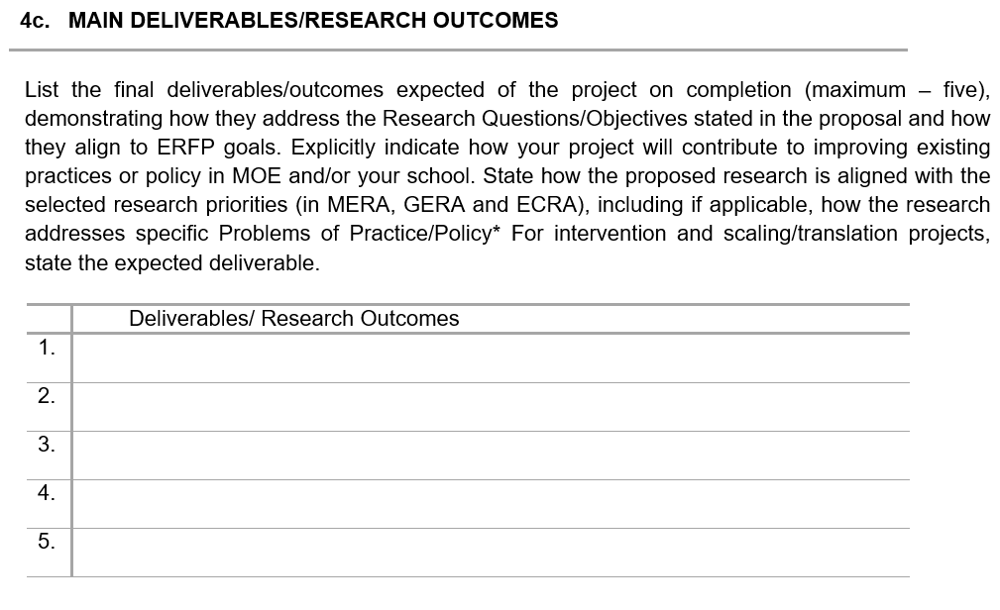 4c. MAIN DELIVERABLES/RESEARCH OUTCOMES
List the final deliverables/outcomes expected of the project on completion (maximum – five),
demonstrating how they address the Research Questions/Objectives stated in the proposal and how
they align to ERFP goals. Explicitly indicate how your project will contribute to improving existing
practices or policy in MOE and/or your school. State how the proposed research is aligned with the
selected research priorities (in MERA, GERA and ECRA), including if applicable, how the research
addresses specific Problems of Practice/Policy* For intervention and scaling/translation projects,
state the expected deliverable.
Deliverables/ Research Outcomes
1.
2.
3.
4.
5.